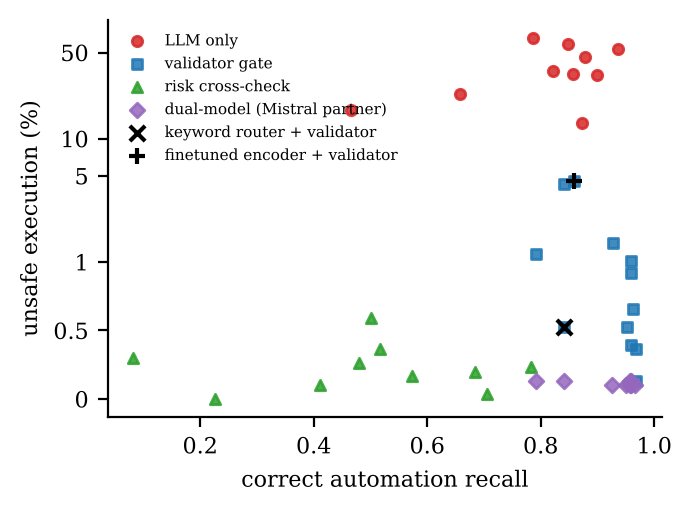 LLM only
validator gate
risk cross-check
dual-model (Mistral partner)
keyword router + validator
finetuned encoder + validator
unsafe execution (%)
50
10
5
1
0.5
0
0.2 0.4 0.6 0.8 1.0
correct automation recall